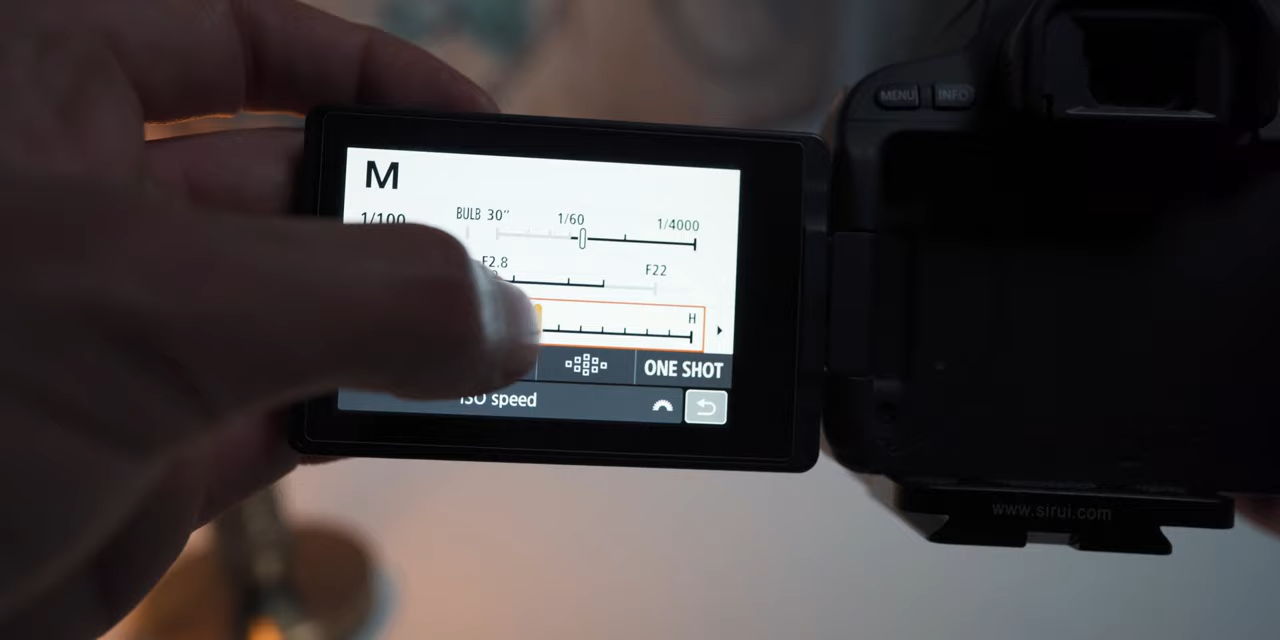 MENU INFO
M
1/100 BULB 30" 1/60 1/4000
F2.8 F22
H
ONE SHOT
ISO speed
www.sirui.com